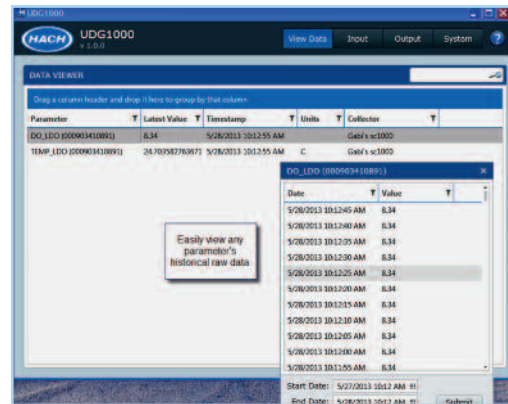 UDG1000
HACH
UDG1000
v 1.0.0
View Data Input Output System ?
DATA VIEWER
Drag a column header and drop it here to group by that column
Parameter Latest Value Timestamp Units Collector
DO_LDO (000903410891) 8.34 5/28/2013 10:12:55 AM Gabi's sc1000
TEMP_LDO (000903410891) 24.703582763671 5/28/2013 10:12:55 AM C Gabi's sc1000
DO_LDO (000903410891) ×
Date Value
5/28/2013 10:12:45 AM 8.34
5/28/2013 10:12:40 AM 8.34
5/28/2013 10:12:35 AM 8.34
5/28/2013 10:12:30 AM 8.34
5/28/2013 10:12:25 AM 8.34
5/28/2013 10:12:20 AM 8.34
5/28/2013 10:12:15 AM 8.34
5/28/2013 10:12:10 AM 8.34
5/28/2013 10:12:05 AM 8.34
5/28/2013 10:12:00 AM 8.34
5/28/2013 10:11:55 AM 8.34
Easily view any
parameter's
historical raw data
Start Date: 5/27/2013 10:12 AM
End Date: 5/28/2013 10:12 AM Submit